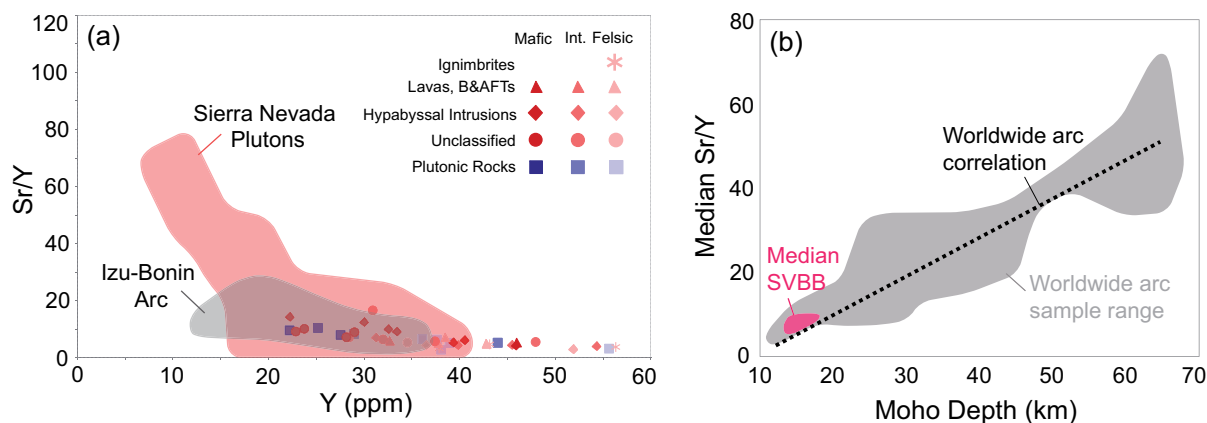 (a)
Mafic Int. Felsic
Ignimbrites
Lavas, B&AFTs
Hypabyssal Intrusions
Unclassified
Plutonic Rocks
Sierra Nevada
Plutons
Izu-Bonin
Arc
Sr/Y
120
100
80
60
40
20
0
0 10 20 30 40 50 60
Y (ppm)
(b)
Worldwide arc
correlation
Median
SVBB
Worldwide arc
sample range
Median Sr/Y
80
60
40
20
0
10 20 30 40 50 60 70
Moho Depth (km)